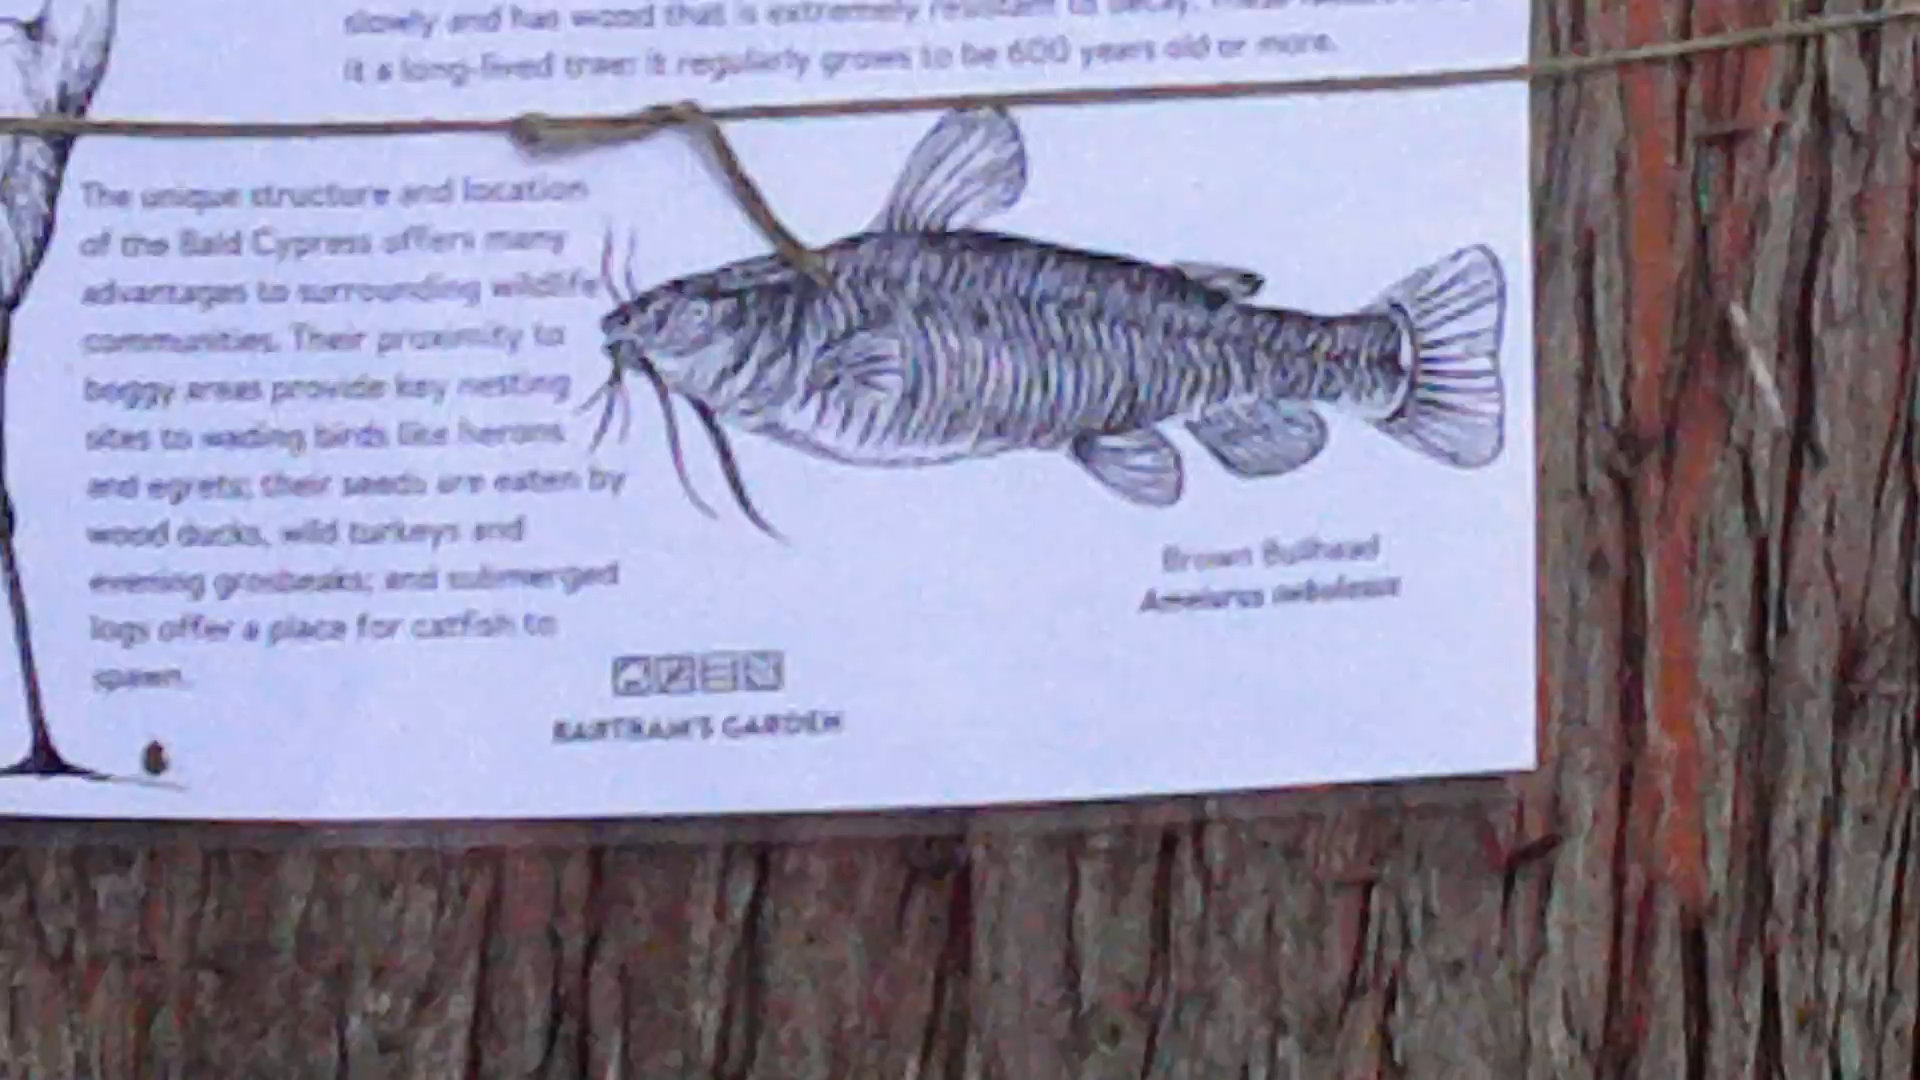 slowly and has wood that is extremely resistant to decay. These
it a long-lived tree: it regularly grows to be 600 years old or more.
The unique structure and location
of the Bald Cypress offers many
advantages to surrounding wildlife
communities. Their proximity to
boggy areas provide key nesting
sites to wading birds like herons
and egrets; their seeds are eaten by
wood ducks, wild turkeys and
evening grosbeaks; and submerged
logs offer a place for catfish to
spawn.
Brown Bullhead
Ameiurus nebulosus
BARTRAM'S GARDEN